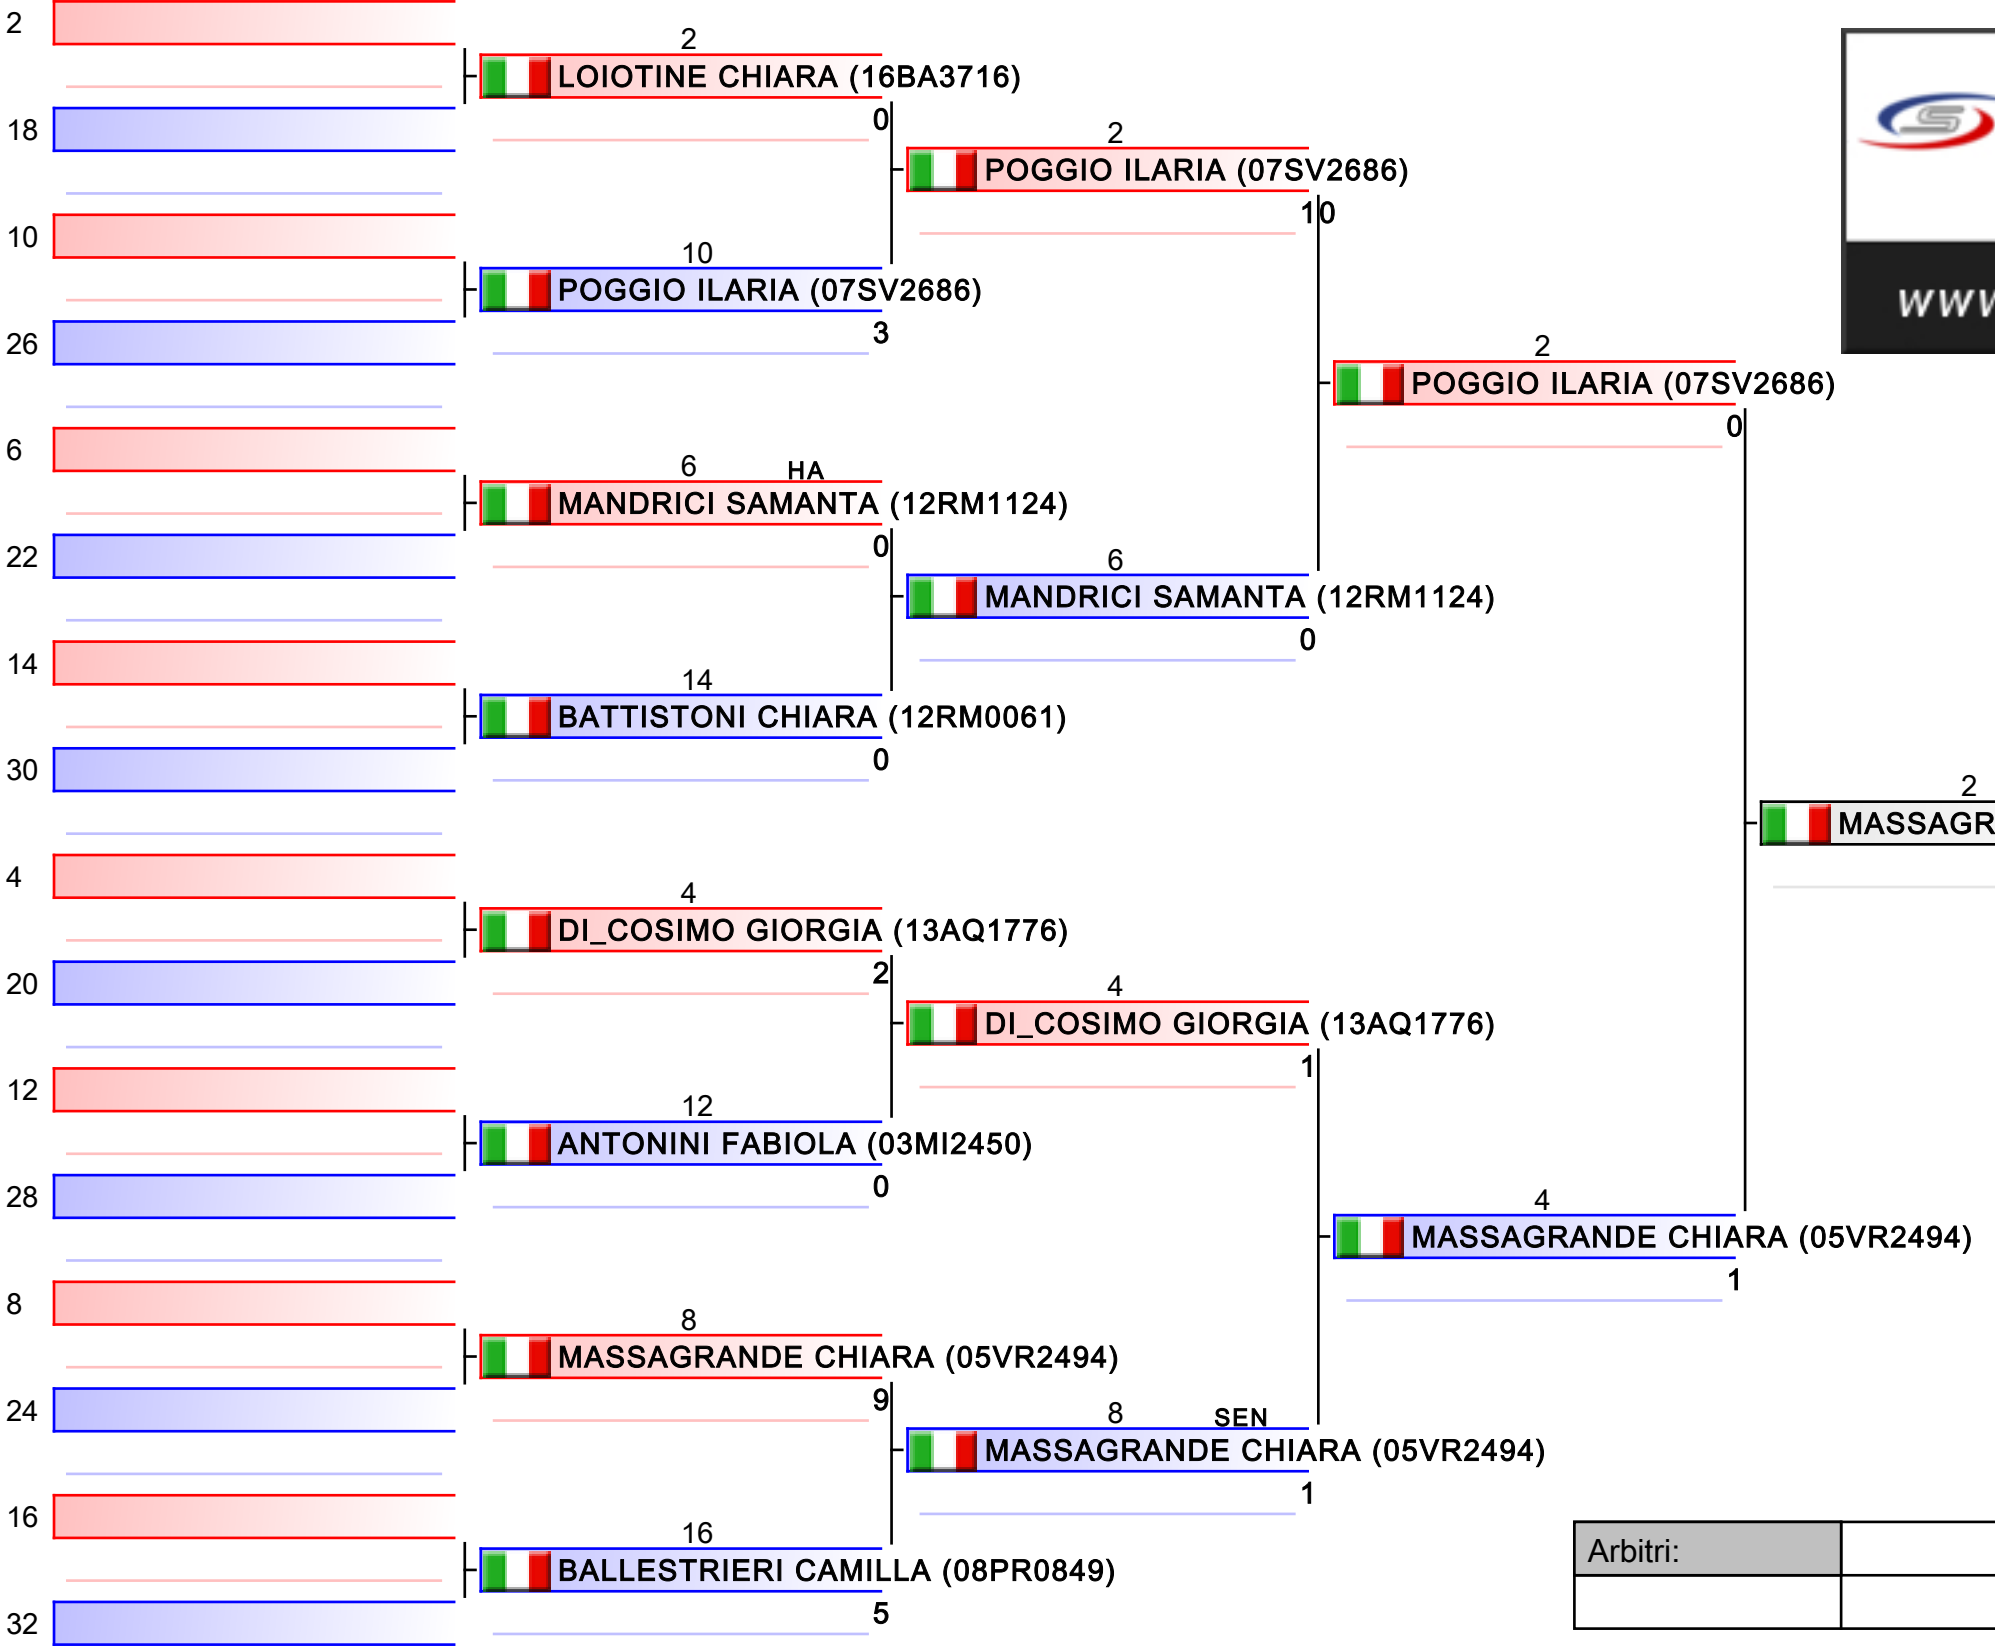 2
18
10
26
6
22
14
30
4
20
12
28
8
24
16
32
2
LOIOTINE CHIARA (16BA3716)
0
10
POGGIO ILARIA (07SV2686)
3
6 HA
MANDRICI SAMANTA (12RM1124)
0
14
BATTISTONI CHIARA (12RM0061)
0
4
DI_COSIMO GIORGIA (13AQ1776)
2
12
ANTONINI FABIOLA (03MI2450)
0
8
MASSAGRANDE CHIARA (05VR2494)
9
16
BALLESTRIERI CAMILLA (08PR0849)
5
2
POGGIO ILARIA (07SV2686)
10
6
MANDRICI SAMANTA (12RM1124)
0
4
DI_COSIMO GIORGIA (13AQ1776)
1
8 SEN
MASSAGRANDE CHIARA (05VR2494)
1
2
POGGIO ILARIA (07SV2686)
0
4
MASSAGRANDE CHIARA (05VR2494)
1
2
MASSAGR
S
www
Arbitri: